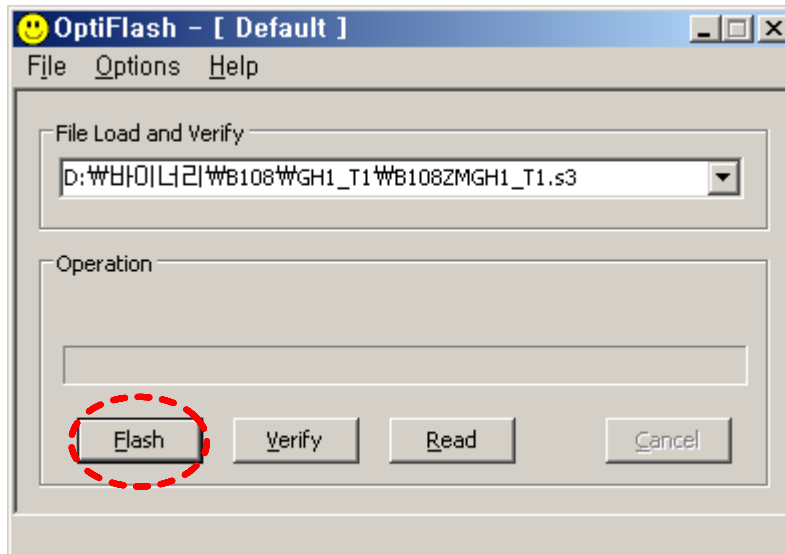 OptiFlash - [ Default ]
File Options Help
File Load and Verify
D:₩바이너리₩B108₩GH1_T1₩B108ZMGH1_T1.s3
Operation
Flash Verify Read Cancel